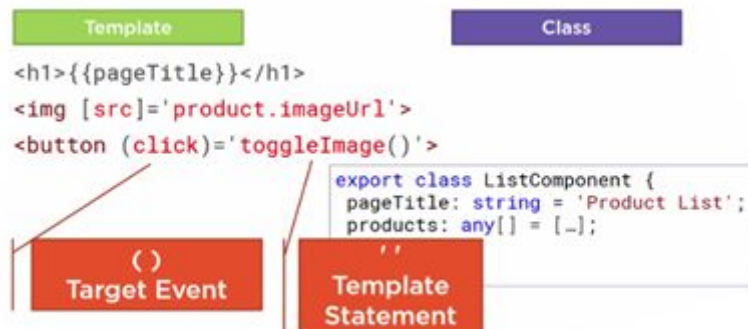 Template
Class
<h1>{{pageTitle}}</h1>
<img [src]='product.imageUrl'>
<button (click)='toggleImage()'>
export class ListComponent {
pageTitle: string = 'Product List';
products: any[] = […];
()
Target Event
''
Template
Statement